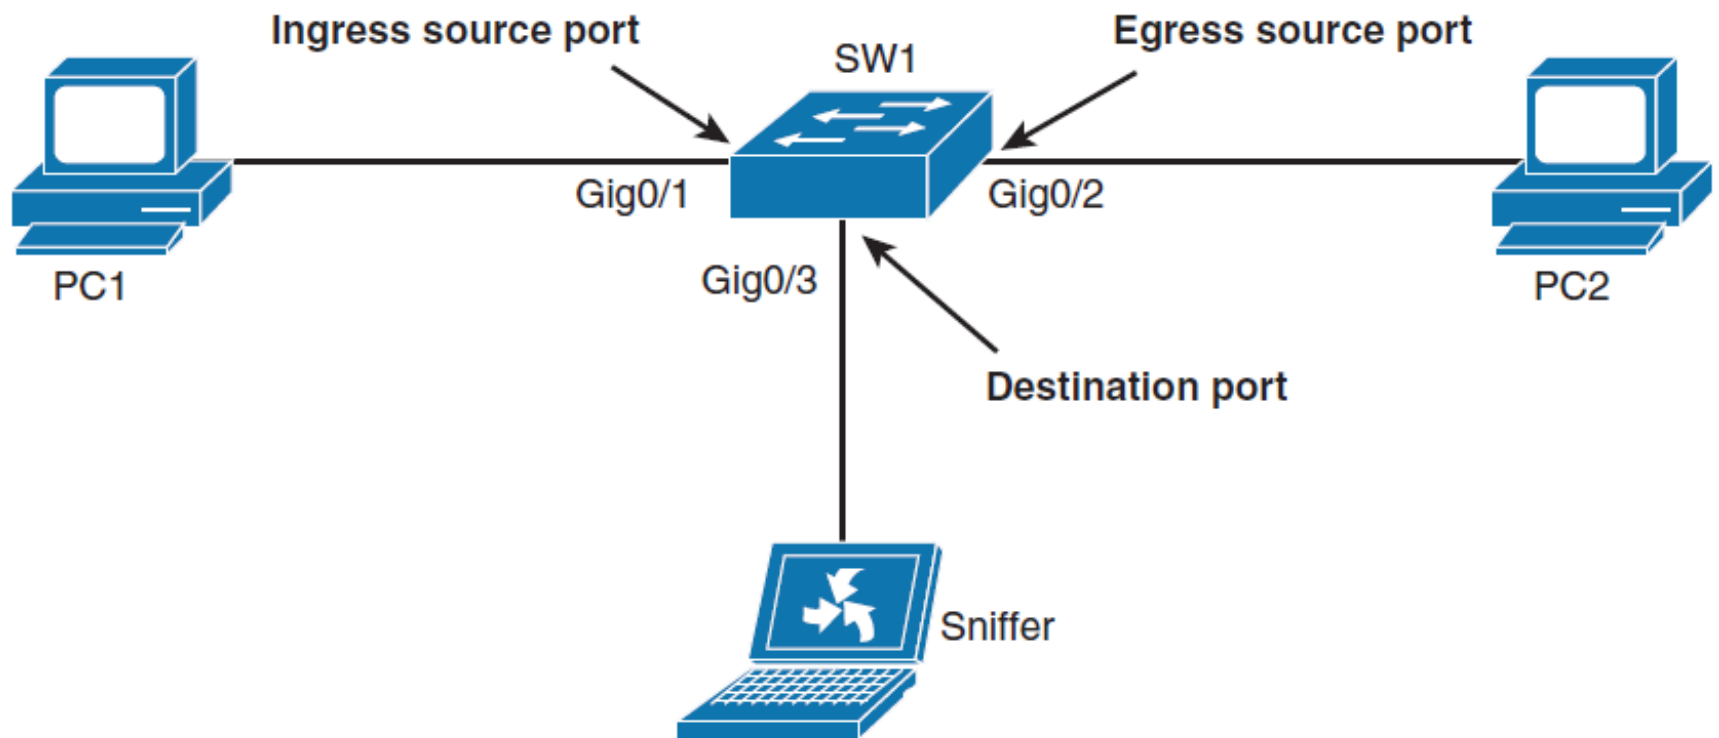 Ingress source port
SW1
Egress source port
Gig0/1
Gig0/2
PC1
Gig0/3
PC2
Destination port
Sniffer